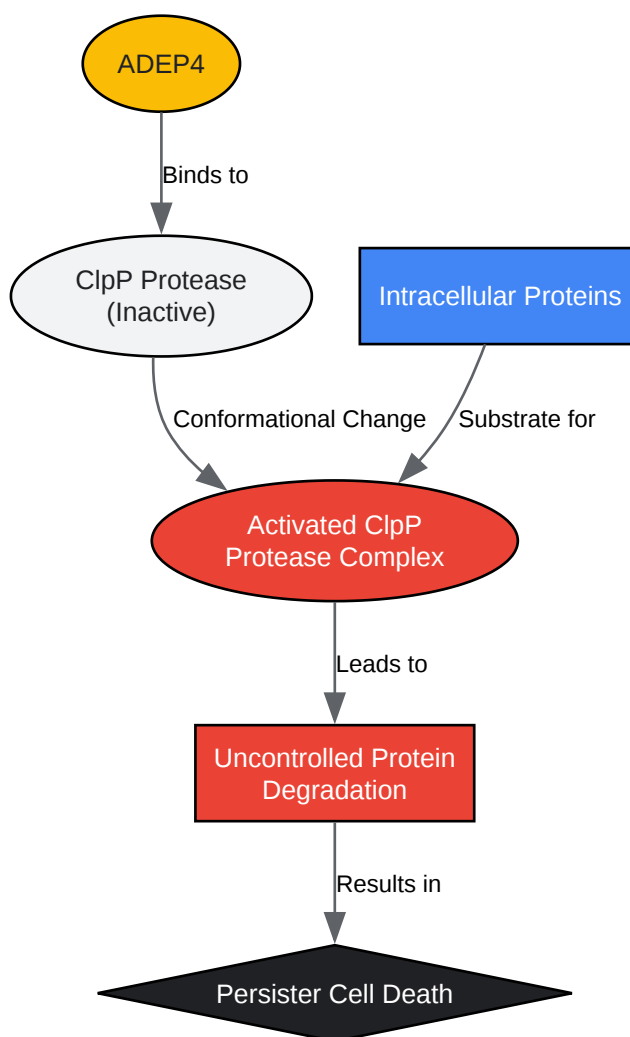 ADEP4
Binds to
ClpP Protease
(Inactive)
Intracellular Proteins
Conformational Change
Substrate for
Activated ClpP
Protease Complex
Leads to
Uncontrolled Protein
Degradation
Results in
Persister Cell Death